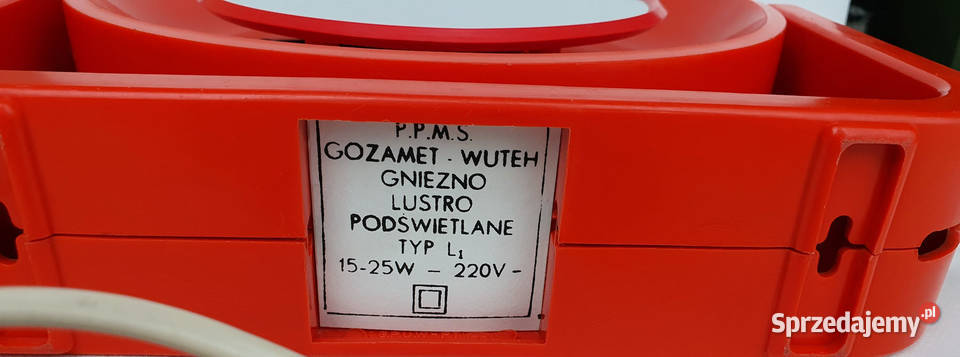 P.P.M.S.
GOZAMET - WUTEH
GNIEZNO
LUSTRO
PODŚWIETLANE
TYP L₁
15-25W – 220V -
Sprzedajemy.pl